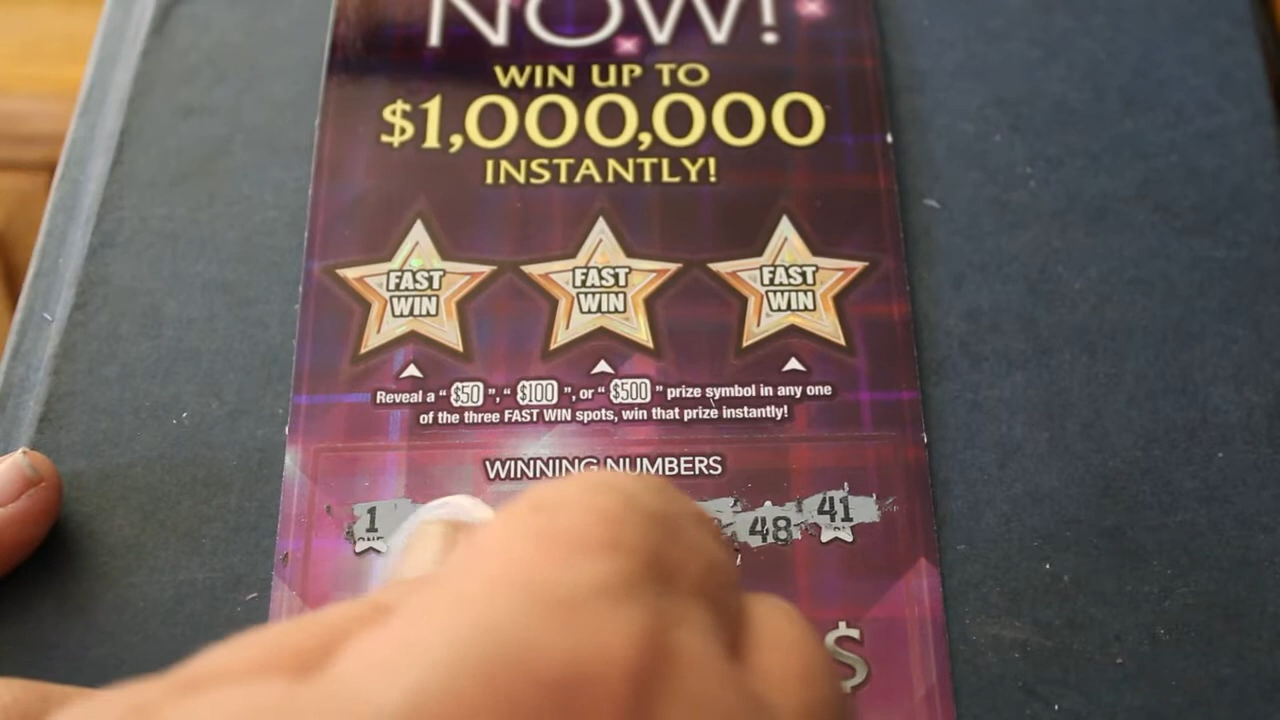 NOW!
WIN UP TO
$1,000,000
INSTANTLY!
FAST WIN
FAST WIN
FAST WIN
Reveal a " $50 ", " $100 ", or " $500 " prize symbol in any one
of the three FAST WIN spots, win that prize instantly!
WINNING NUMBERS
1 48 41
ONE
$